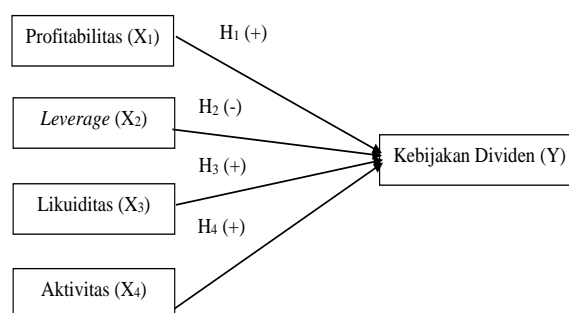 Profitabilitas (X₁)
H₁ (+)
Leverage (X₂)
H₂ (-)
H₃ (+)
Kebijakan Dividen (Y)
Likuiditas (X₃)
H₄ (+)
Aktivitas (X₄)